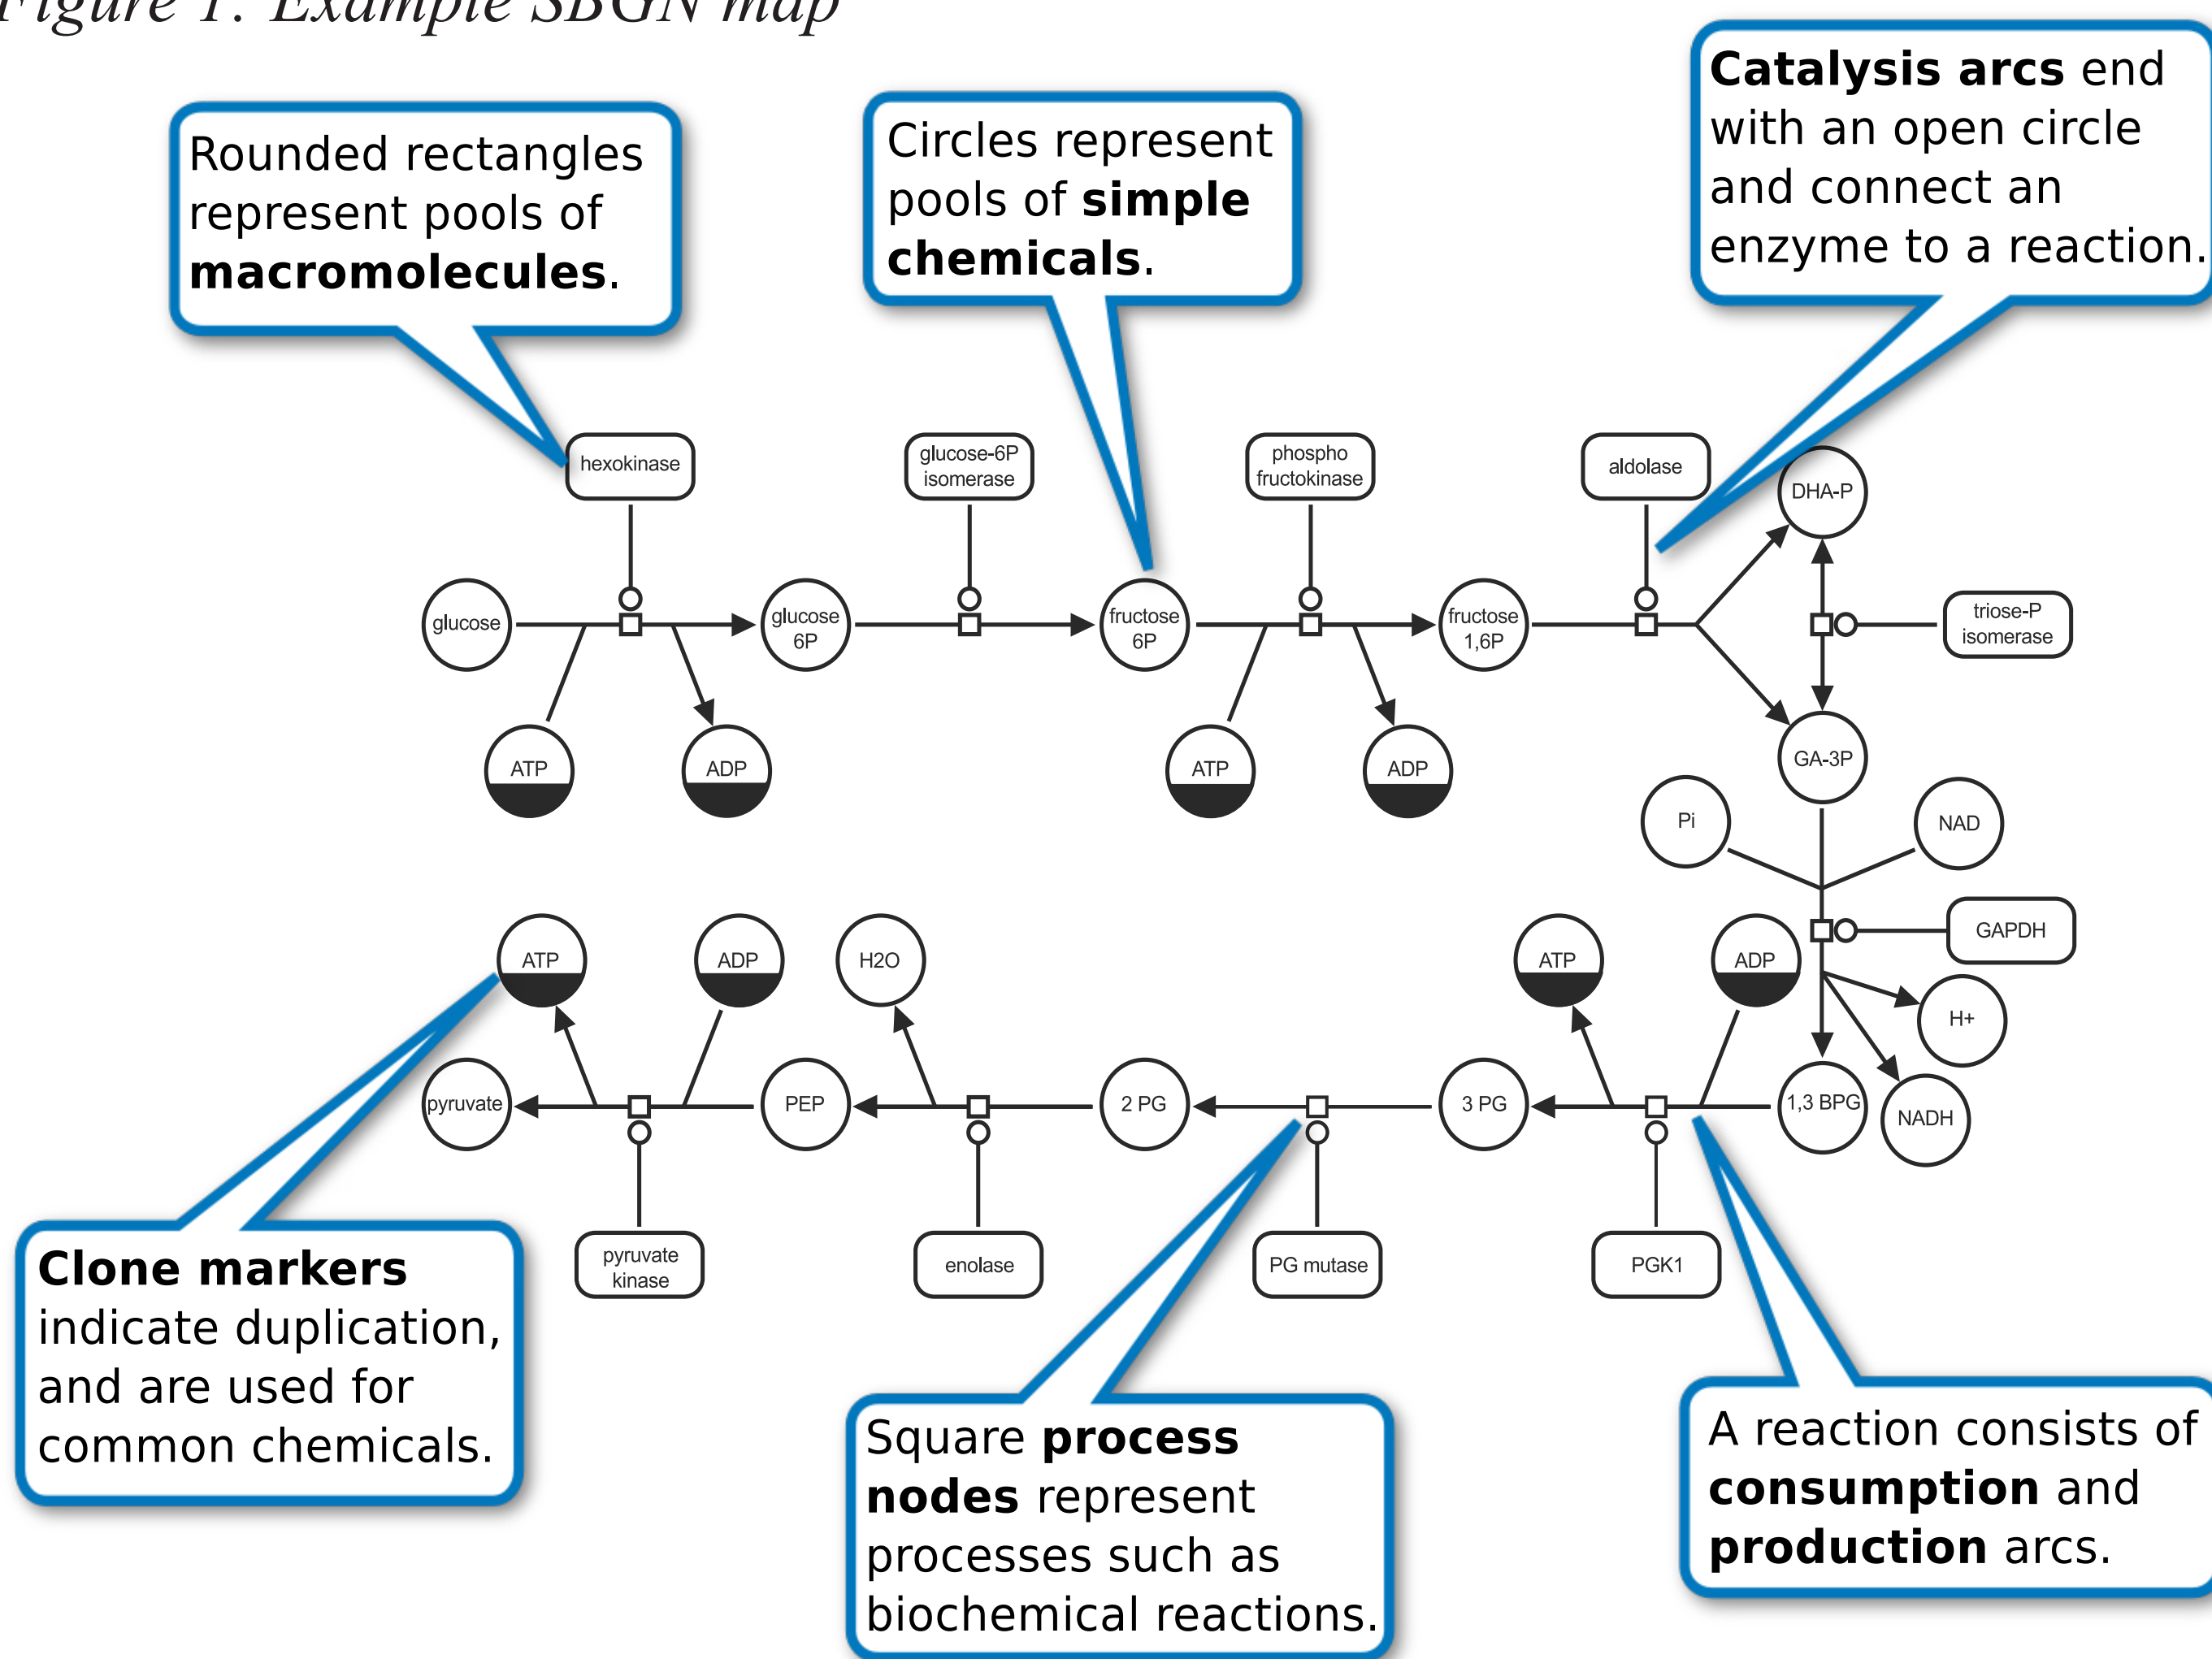 Figure 1: Example SBGN map
Rounded rectangles
represent pools of
macromolecules.
Circles represent
pools of simple
chemicals.
Catalysis arcs end
with an open circle
and connect an
enzyme to a reaction.
hexokinase
glucose-6P
isomerase
phospho
fructokinase
aldolase
DHA-P
glucose
glucose
6P
fructose
6P
fructose
1,6P
triose-P
isomerase
ATP
ADP
ATP
ADP
GA-3P
Pi
NAD
GAPDH
ATP
ADP
H2O
ATP
ADP
H+
pyruvate
PEP
2 PG
3 PG
1,3 BPG
NADH
pyruvate
kinase
enolase
PG mutase
PGK1
Clone markers
indicate duplication,
and are used for
common chemicals.
Square process
nodes represent
processes such as
biochemical reactions.
A reaction consists of
consumption and
production arcs.